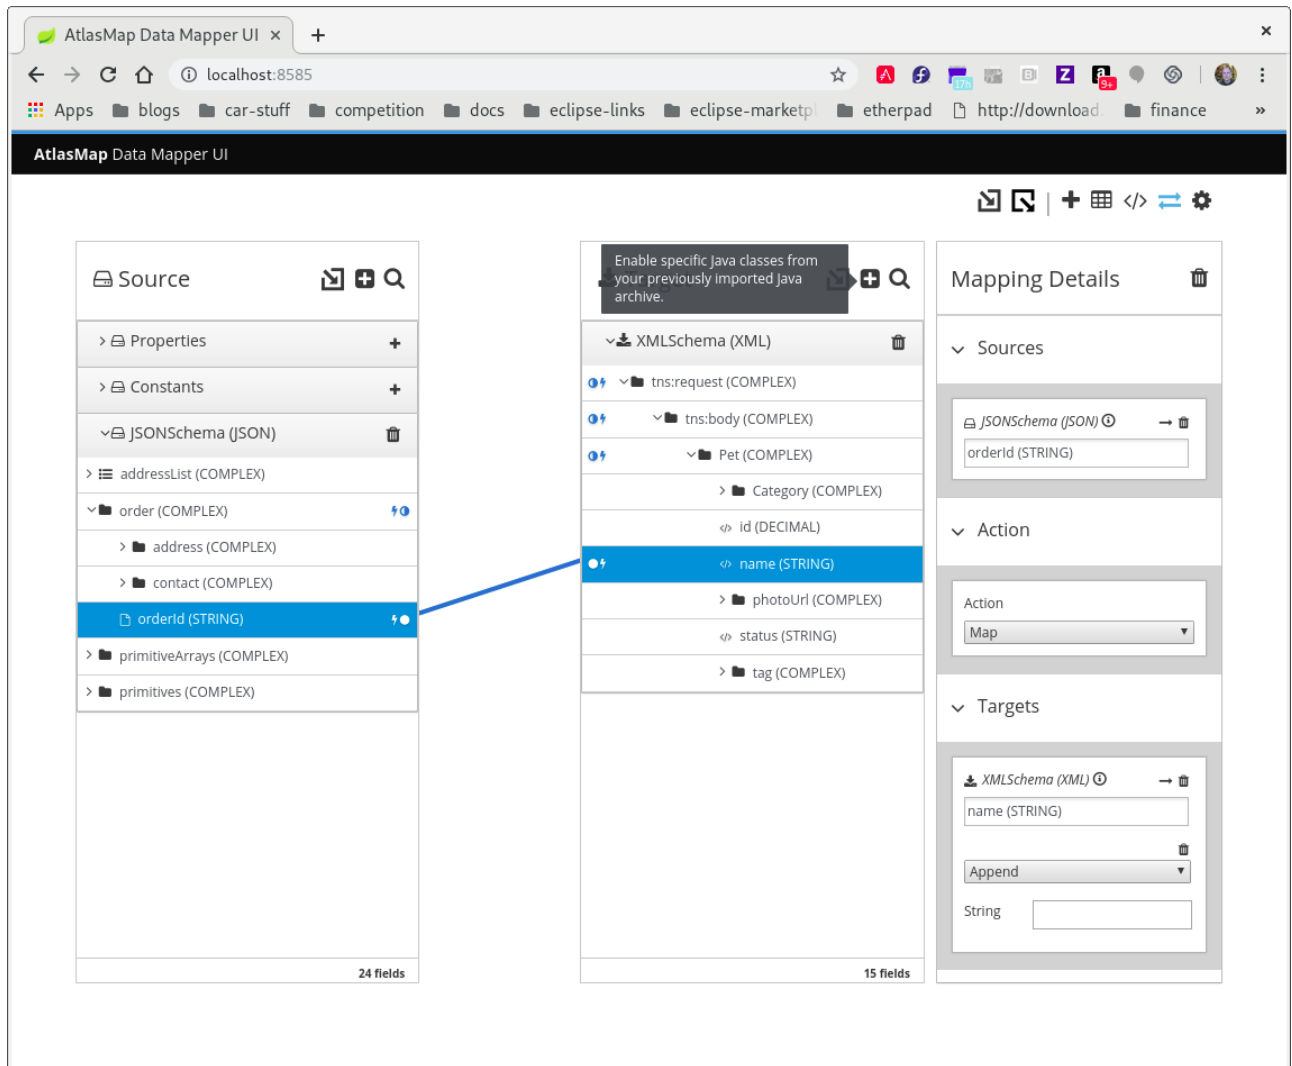 AtlasMap Data Mapper UI
localhost:8585
17h
9+
Apps blogs car-stuff competition docs eclipse-links eclipse-marketpl etherpad http://download. finance »
AtlasMap Data Mapper UI
Source
Enable specific Java classes from
your previously imported Java
archive.
Mapping Details
Properties
Constants
JSONSchema (JSON)
addressList (COMPLEX)
order (COMPLEX)
address (COMPLEX)
contact (COMPLEX)
orderId (STRING)
primitiveArrays (COMPLEX)
primitives (COMPLEX)
24 fields
XMLSchema (XML)
tns:request (COMPLEX)
tns:body (COMPLEX)
Pet (COMPLEX)
Category (COMPLEX)
id (DECIMAL)
name (STRING)
photoUrl (COMPLEX)
status (STRING)
tag (COMPLEX)
15 fields
Sources
JSONSchema (JSON)
orderId (STRING)
Action
Action
Map
Targets
XMLSchema (XML)
name (STRING)
Append
String